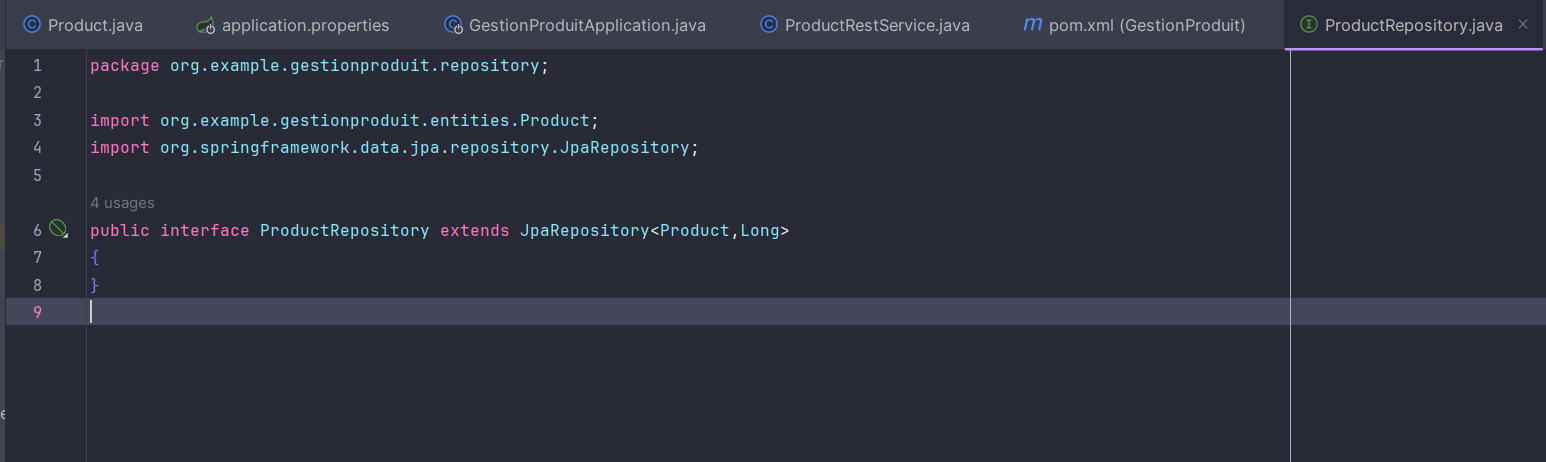 Product.java application.properties GestionProduitApplication.java ProductRestService.java pom.xml (GestionProduit) ProductRepository.java
1 package org.example.gestionproduit.repository;
2
3 import org.example.gestionproduit.entities.Product;
4 import org.springframework.data.jpa.repository.JpaRepository;
5
4 usages
6 public interface ProductRepository extends JpaRepository<Product,Long>
7 {
8 }
9